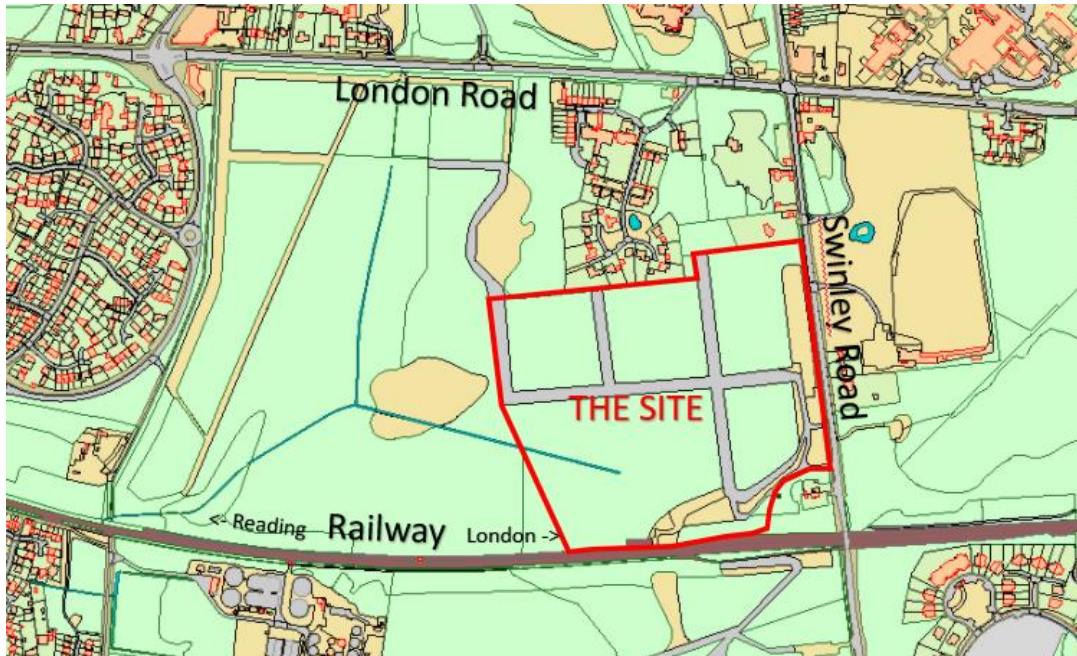 London Road
Swinley Road
THE SITE
<- Reading Railway London ->